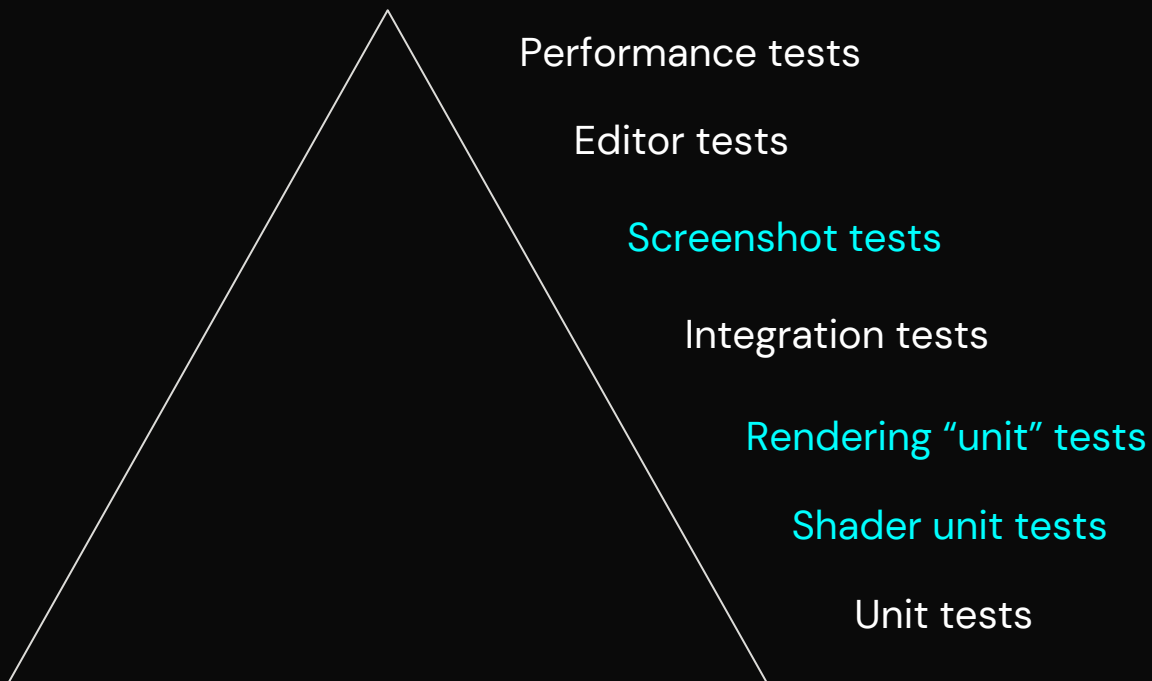 Performance tests
Editor tests
Screenshot tests
Integration tests
Rendering “unit” tests
Shader unit tests
Unit tests